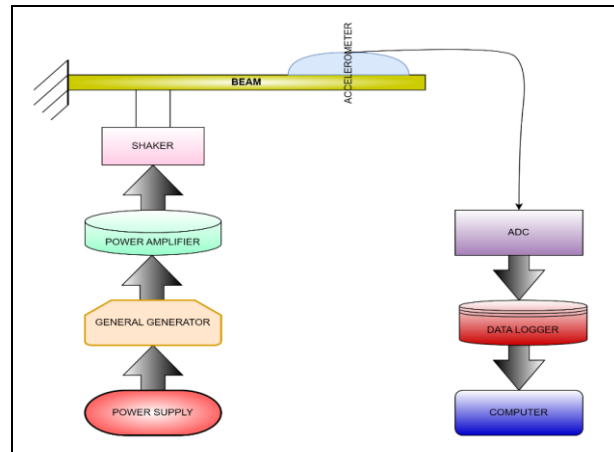 BEAM
ACCELEROMETER
SHAKER
POWER AMPLIFIER
GENERAL GENERATOR
POWER SUPPLY
ADC
DATA LOGGER
COMPUTER